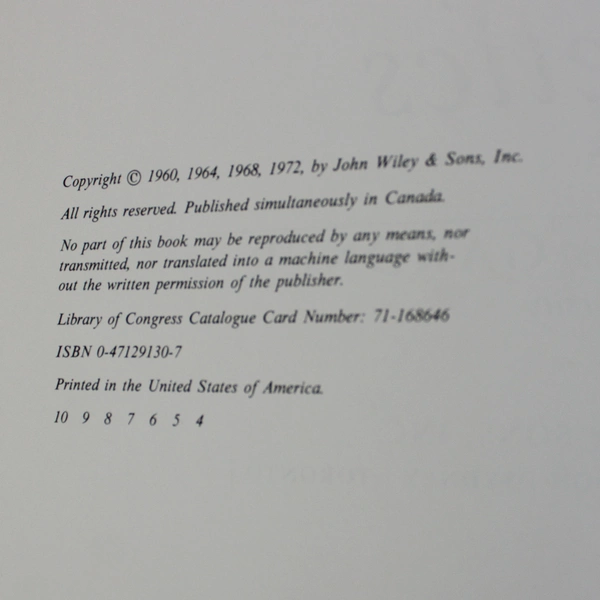 Copyright © 1960, 1964, 1968, 1972, by John Wiley & Sons, Inc.
All rights reserved. Published simultaneously in Canada.
No part of this book may be reproduced by any means, nor
transmitted, nor translated into a machine language with-
out the written permission of the publisher.
Library of Congress Catalogue Card Number: 71-168646
ISBN 0-47129130-7
Printed in the United States of America.
10 9 8 7 6 5 4